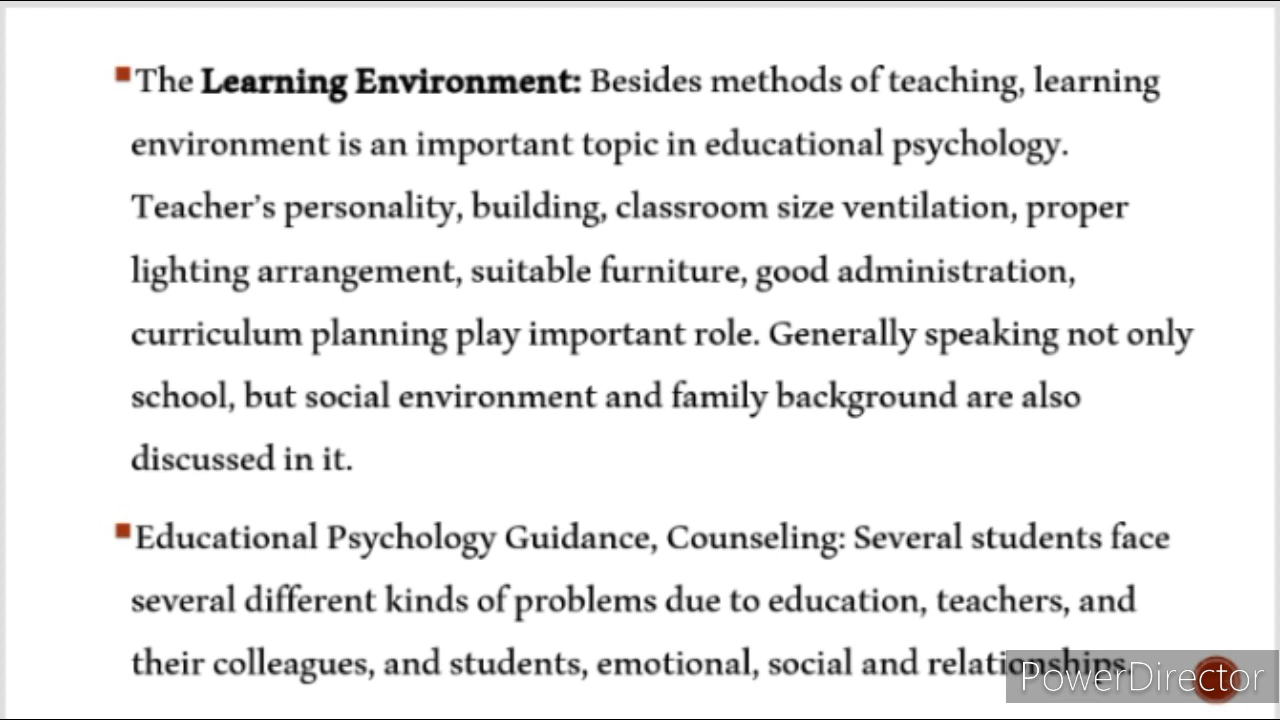 The Learning Environment: Besides methods of teaching, learning
environment is an important topic in educational psychology.
Teacher's personality, building, classroom size ventilation, proper
lighting arrangement, suitable furniture, good administration,
curriculum planning play important role. Generally speaking not only
school, but social environment and family background are also
discussed in it.
Educational Psychology Guidance, Counseling: Several students face
several different kinds of problems due to education, teachers, and
their colleagues, and students, emotional, social and relationships.
PowerDirector